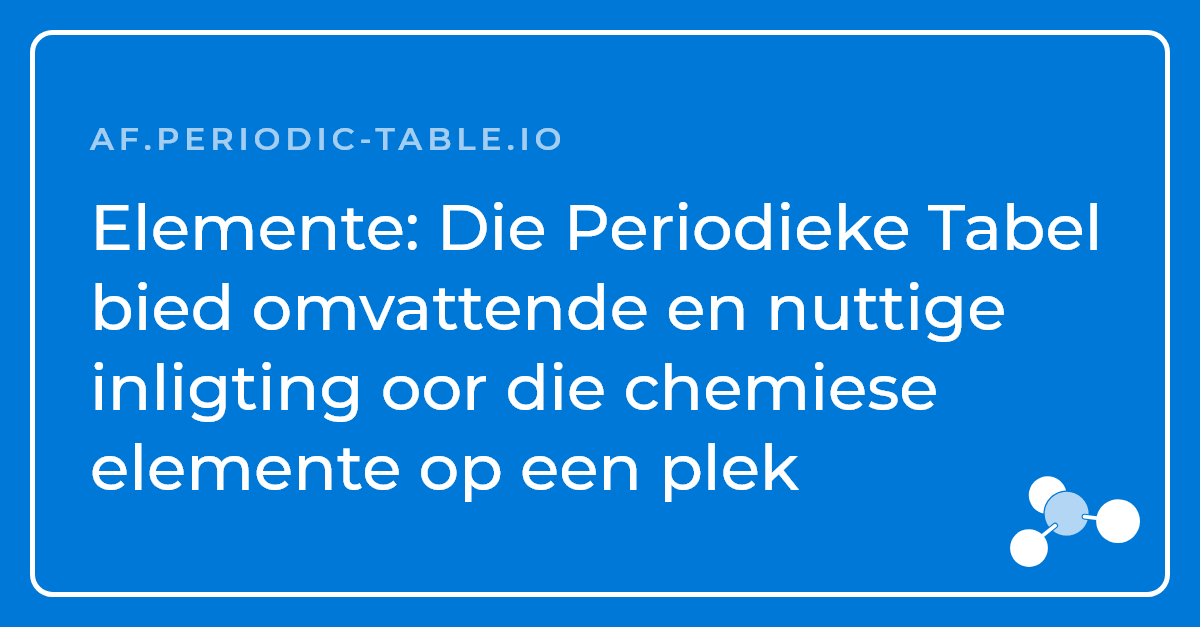 AF.PERIODIC-TABLE.IO
Elemente: Die Periodieke Tabel
bied omvattende en nuttige
inligting oor die chemiese
elemente op een plek